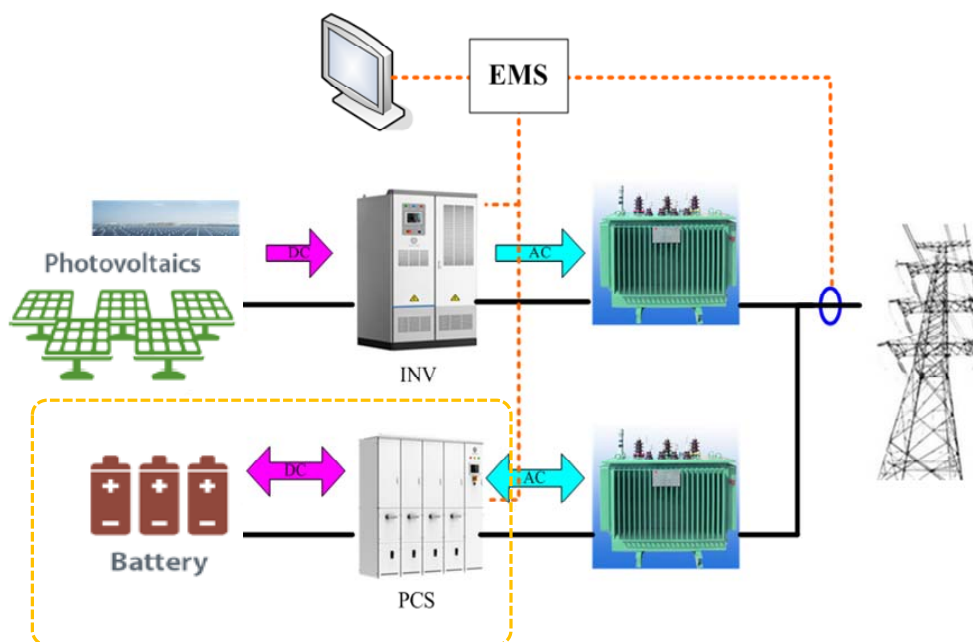 EMS
DC
AC
Photovoltaics
INV
DC
AC
Battery
PCS